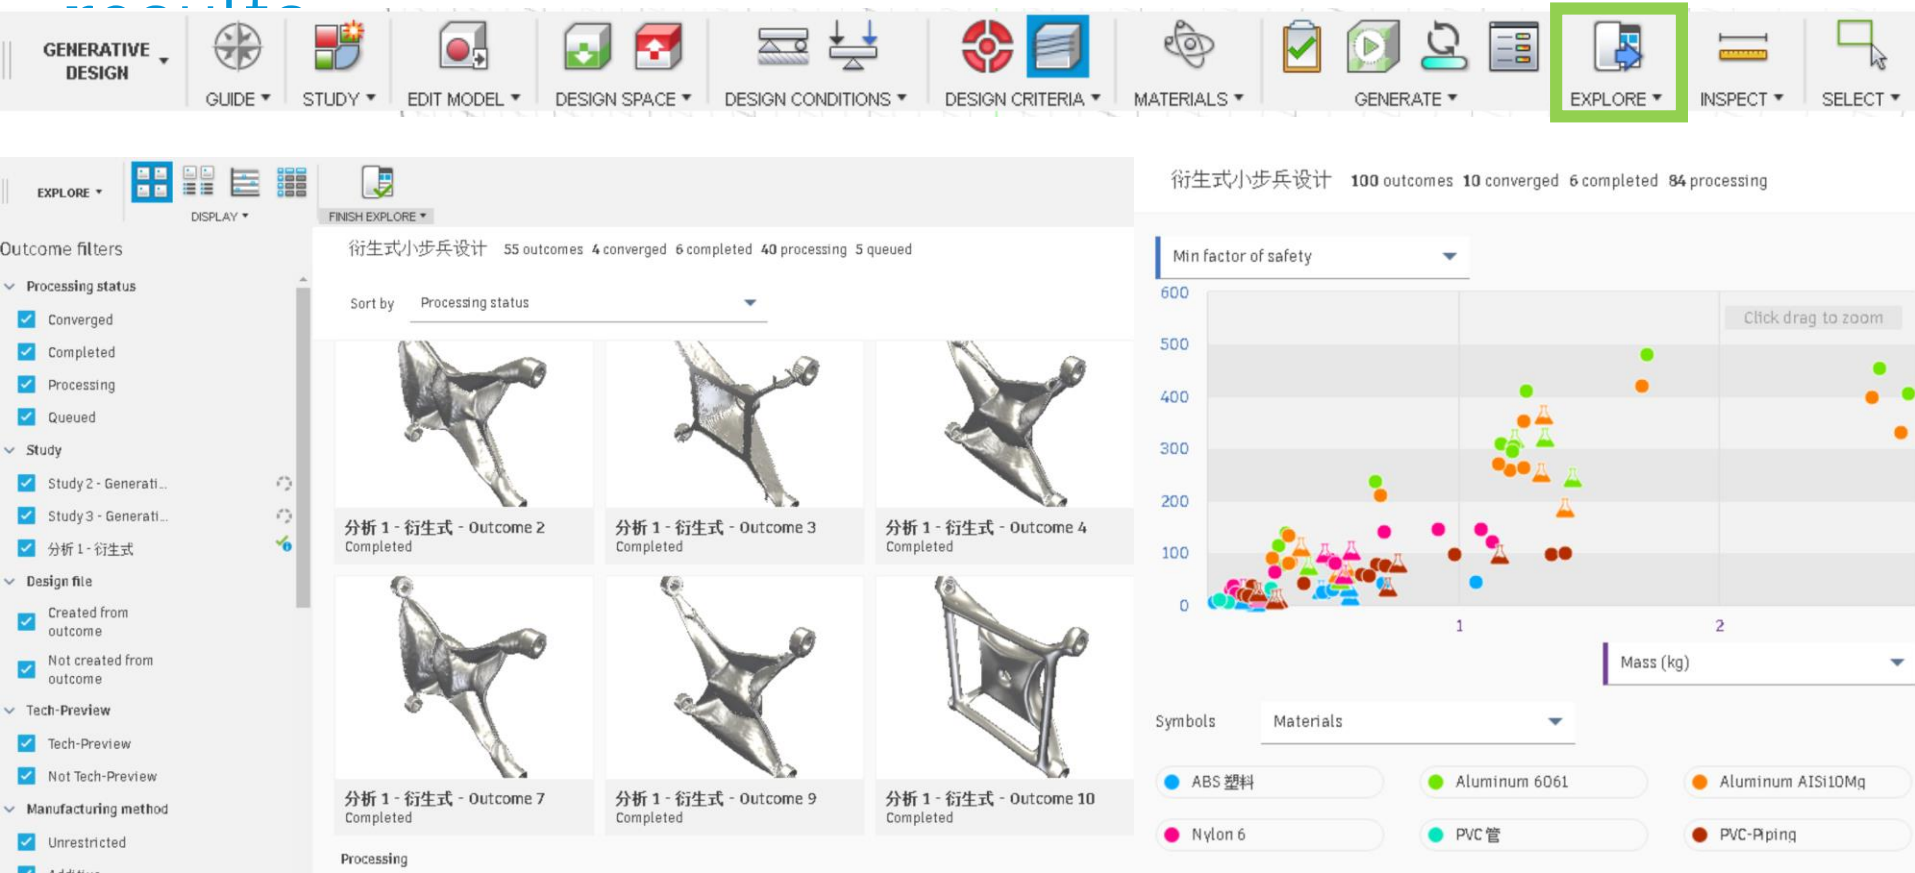 results
GENERATIVE DESIGN
GUIDE
STUDY
EDIT MODEL
DESIGN SPACE
DESIGN CONDITIONS
DESIGN CRITERIA
MATERIALS
GENERATE
EXPLORE
INSPECT
SELECT
EXPLORE
DISPLAY
FINISH EXPLORE
Outcome filters
Processing status
Converged
Completed
Processing
Queued
Study
Study 2 - Generati...
Study 3 - Generati...
分析 1 - 衍生式
Design file
Created from
outcome
Not created from
outcome
Tech-Preview
Tech-Preview
Not Tech-Preview
Manufacturing method
Unrestricted
Additive
衍生式小步兵设计 55 outcomes 4 converged 6 completed 40 processing 5 queued
Sort by Processing status
分析 1 - 衍生式 - Outcome 2
Completed
分析 1 - 衍生式 - Outcome 3
Completed
分析 1 - 衍生式 - Outcome 4
Completed
分析 1 - 衍生式 - Outcome 7
Completed
分析 1 - 衍生式 - Outcome 9
Completed
分析 1 - 衍生式 - Outcome 10
Completed
Processing
衍生式小步兵设计 100 outcomes 10 converged 6 completed 84 processing
Min factor of safety
600
Click drag to zoom
500
400
300
200
100
0
1 2
Mass (kg)
Symbols Materials
ABS 塑料 Aluminum 6061 Aluminum AlSi10Mg
Nylon 6 PVC 管 PVC-Piping